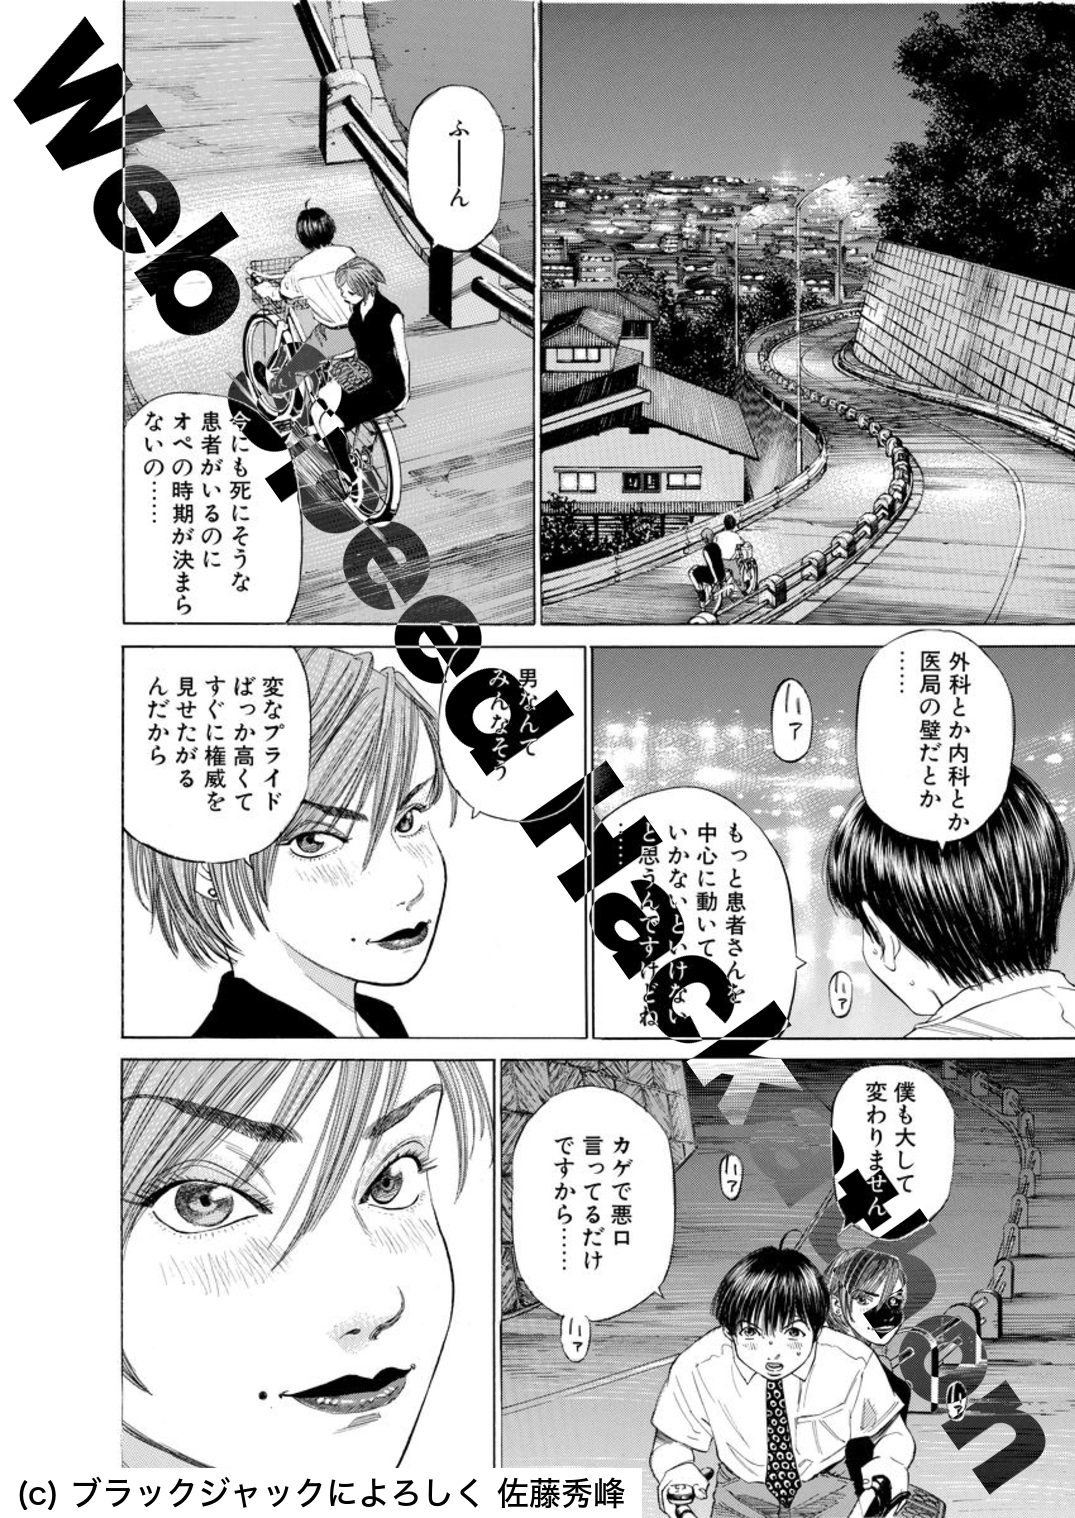 ふ──ん
今にも死にそうな
患者がいるのに
オペの時期が決まら
ないの……
外科とか内科とか
医局の壁だとか
……
ハァ
もっと患者さんを
中心に動いて
いかないといけない
と思うんですけどね
……
ハァ
男なんて
みんなそう
変なプライド
ばっか高くて
すぐに権威を
見せたがる
んだから
僕も大して
変わりません
ハァ
カゲで悪口
言ってるだけ
ですから……
ハァ
ハァ
Web Speed Hackathon
(c) ブラックジャックによろしく 佐藤秀峰